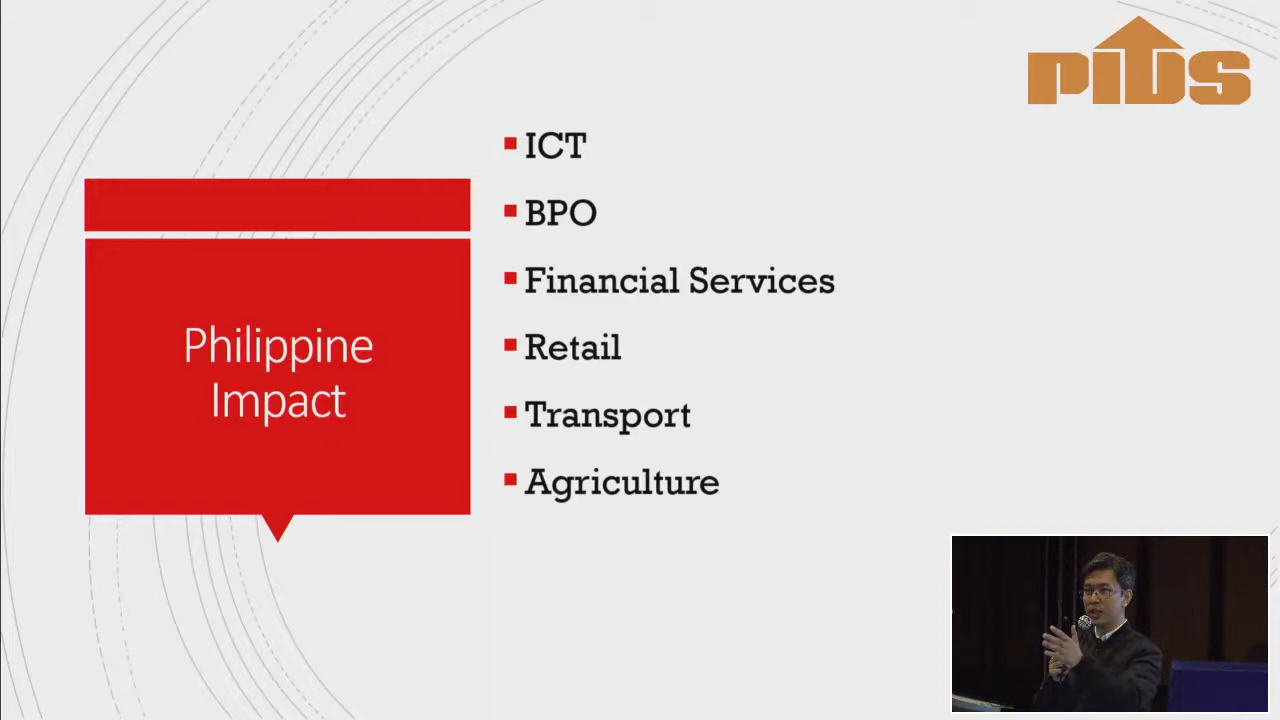 PIDS
ICT
BPO
Financial Services
Retail
Transport
Agriculture
Philippine
Impact